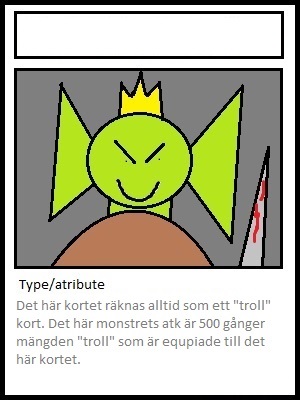 Type/atribute
Det här kortet räknas alltid som ett "troll"
kort. Det här monstrets atk är 500 gånger
mängden "troll" som är equpiade till det
här kortet.